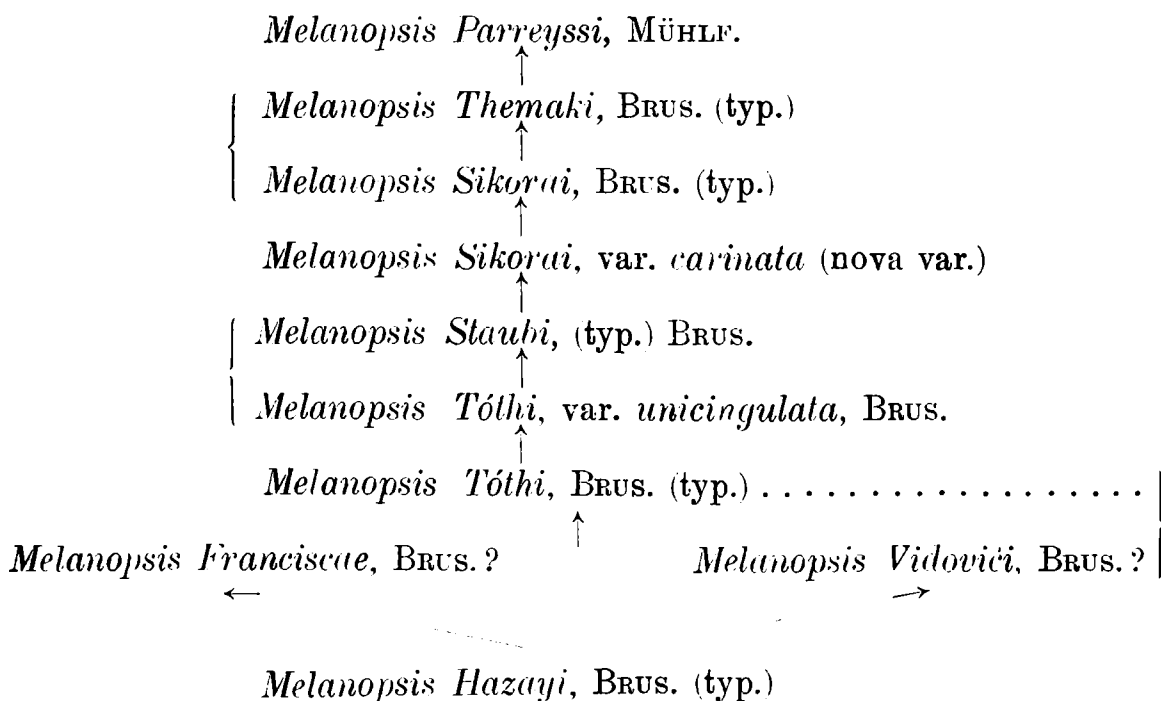 Melanopsis Parreyssi, MÜHLF.
Melanopsis Themaki, BRUS. (typ.)
Melanopsis Sikorai, BRUS. (typ.)
Melanopsis Sikorai, var. carinata (nova var.)
Melanopsis Staubi, (typ.) BRUS.
Melanopsis Tóthi, var. unicingulata, BRUS.
Melanopsis Tóthi, BRUS. (typ.) . . . . . . . . . . . . . . . . . . .
Melanopsis Franciscae, BRUS. ? Melanopsis Vidovići, BRUS. ?
Melanopsis Hazayi, BRUS. (typ.)